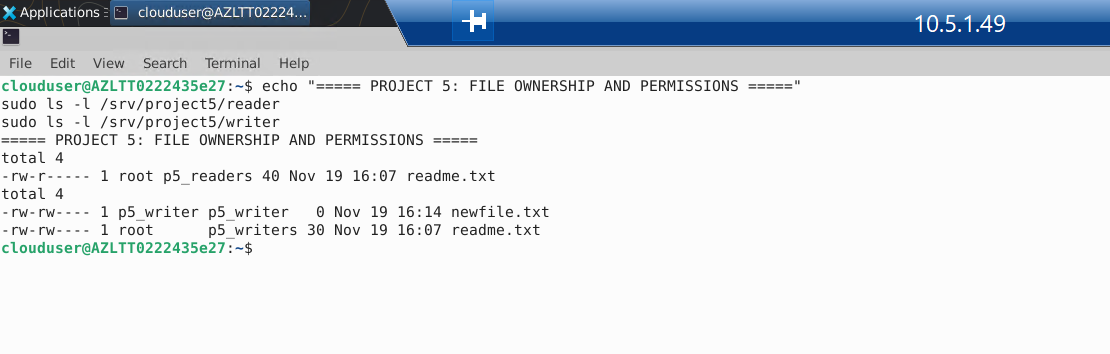 Applications
clouduser@AZLTT02224...
10.5.1.49
File Edit View Search Terminal Help
clouduser@AZLTT0222435e27:~$ echo "===== PROJECT 5: FILE OWNERSHIP AND PERMISSIONS ====="
sudo ls -l /srv/project5/reader
sudo ls -l /srv/project5/writer
===== PROJECT 5: FILE OWNERSHIP AND PERMISSIONS =====
total 4
-rw-r----- 1 root p5_readers 40 Nov 19 16:07 readme.txt
total 4
-rw-rw---- 1 p5_writer p5_writer   0 Nov 19 16:14 newfile.txt
-rw-rw---- 1 root      p5_writers 30 Nov 19 16:07 readme.txt
clouduser@AZLTT0222435e27:~$